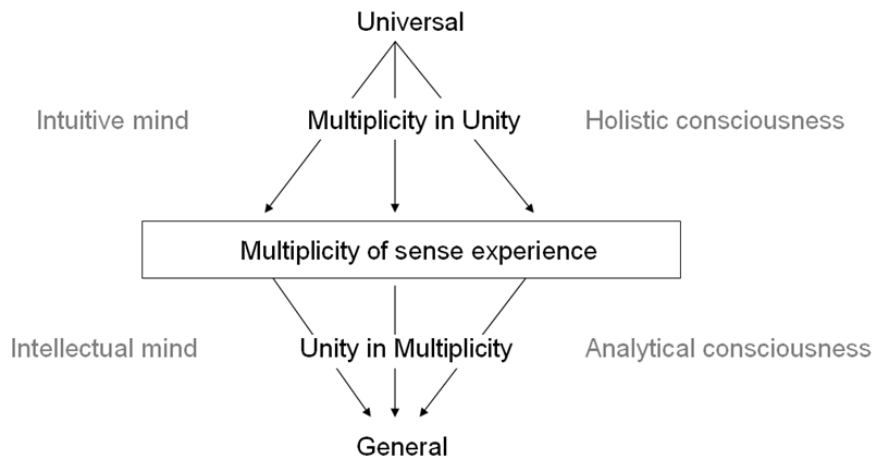 Universal
Intuitive mind
Multiplicity in Unity
Holistic consciousness
Multiplicity of sense experience
Intellectual mind
Unity in Multiplicity
Analytical consciousness
General